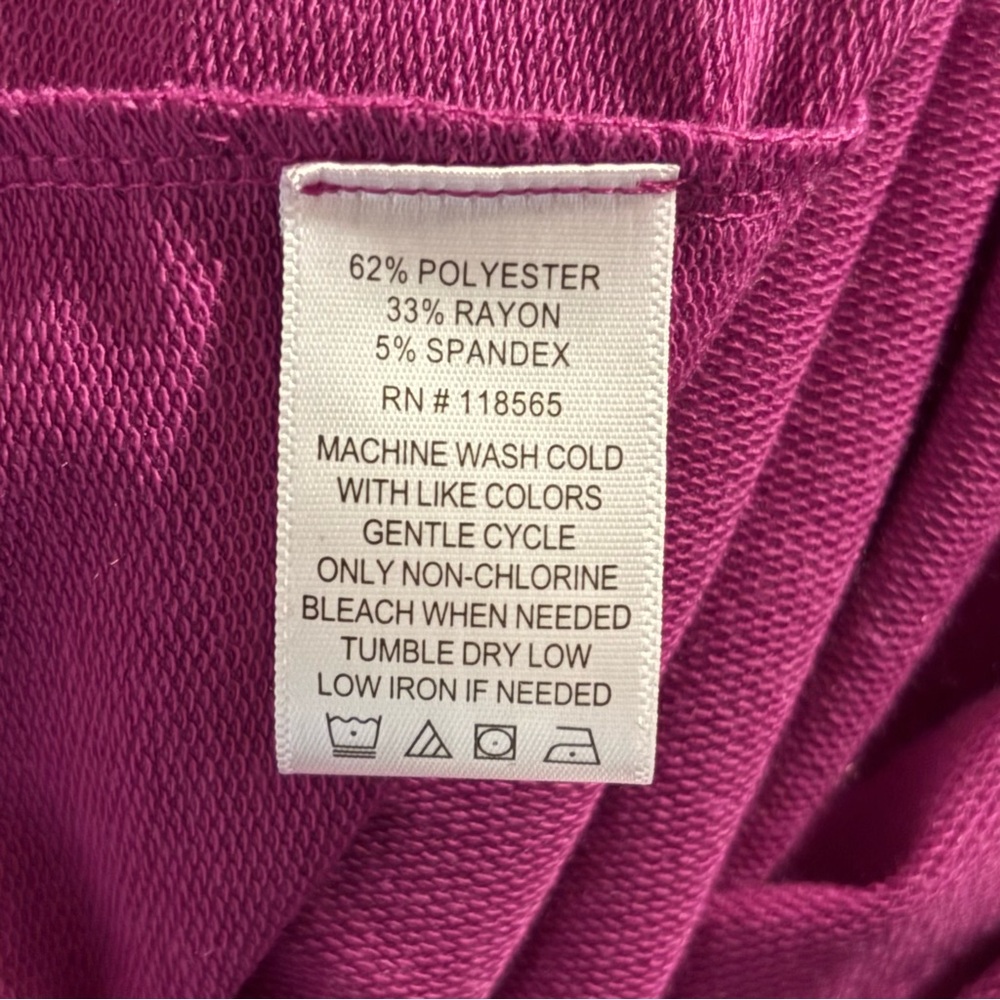 62% POLYESTER
33% RAYON
5% SPANDEX
RN # 118565
MACHINE WASH COLD
WITH LIKE COLORS
GENTLE CYCLE
ONLY NON-CHLORINE
BLEACH WHEN NEEDED
TUMBLE DRY LOW
LOW IRON IF NEEDED